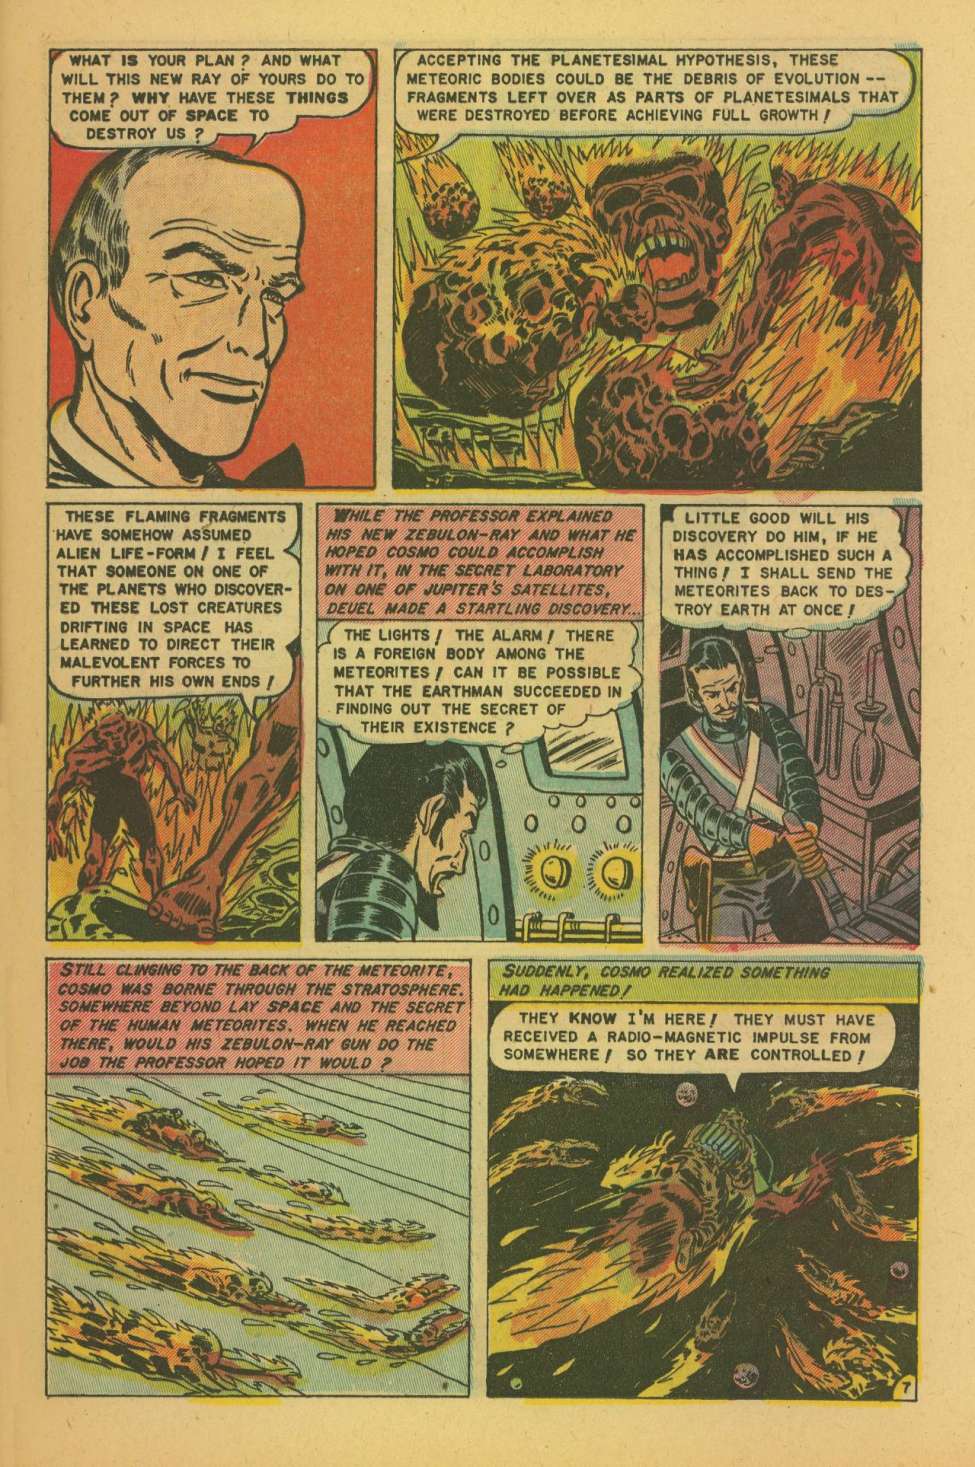 WHAT IS YOUR PLAN? AND WHAT
WILL THIS NEW RAY OF YOURS DO TO
THEM? WHY HAVE THESE THINGS
COME OUT OF SPACE TO
DESTROY US?
ACCEPTING THE PLANETESIMAL HYPOTHESIS, THESE
METEORIC BODIES COULD BE THE DEBRIS OF EVOLUTION --
FRAGMENTS LEFT OVER AS PARTS OF PLANETESIMALS THAT
WERE DESTROYED BEFORE ACHIEVING FULL GROWTH!
THESE FLAMING FRAGMENTS
HAVE SOMEHOW ASSUMED
ALIEN LIFE-FORM! I FEEL
THAT SOMEONE ON ONE OF
THE PLANETS WHO DISCOVER-
ED THESE LOST CREATURES
DRIFTING IN SPACE HAS
LEARNED TO DIRECT THEIR
MALEVOLENT FORCES TO
FURTHER HIS OWN ENDS!
WHILE THE PROFESSOR EXPLAINED
HIS NEW ZEBULON-RAY AND WHAT HE
HOPED COSMO COULD ACCOMPLISH
WITH IT, IN THE SECRET LABORATORY
ON ONE OF JUPITER'S SATELLITES,
DEUEL MADE A STARTLING DISCOVERY...
THE LIGHTS! THE ALARM! THERE
IS A FOREIGN BODY AMONG THE
METEORITES! CAN IT BE POSSIBLE
THAT THE EARTHMAN SUCCEEDED IN
FINDING OUT THE SECRET OF
THEIR EXISTENCE?
LITTLE GOOD WILL HIS
DISCOVERY DO HIM, IF HE
HAS ACCOMPLISHED SUCH A
THING! I SHALL SEND THE
METEORITES BACK TO DES-
TROY EARTH AT ONCE!
STILL CLINGING TO THE BACK OF THE METEORITE,
COSMO WAS BORNE THROUGH THE STRATOSPHERE.
SOMEWHERE BEYOND LAY SPACE AND THE SECRET
OF THE HUMAN METEORITES. WHEN HE REACHED
THERE, WOULD HIS ZEBULON-RAY GUN DO THE
JOB THE PROFESSOR HOPED IT WOULD?
SUDDENLY, COSMO REALIZED SOMETHING
HAD HAPPENED!
THEY KNOW I'M HERE! THEY MUST HAVE
RECEIVED A RADIO-MAGNETIC IMPULSE FROM
SOMEWHERE! SO THEY ARE CONTROLLED!
7